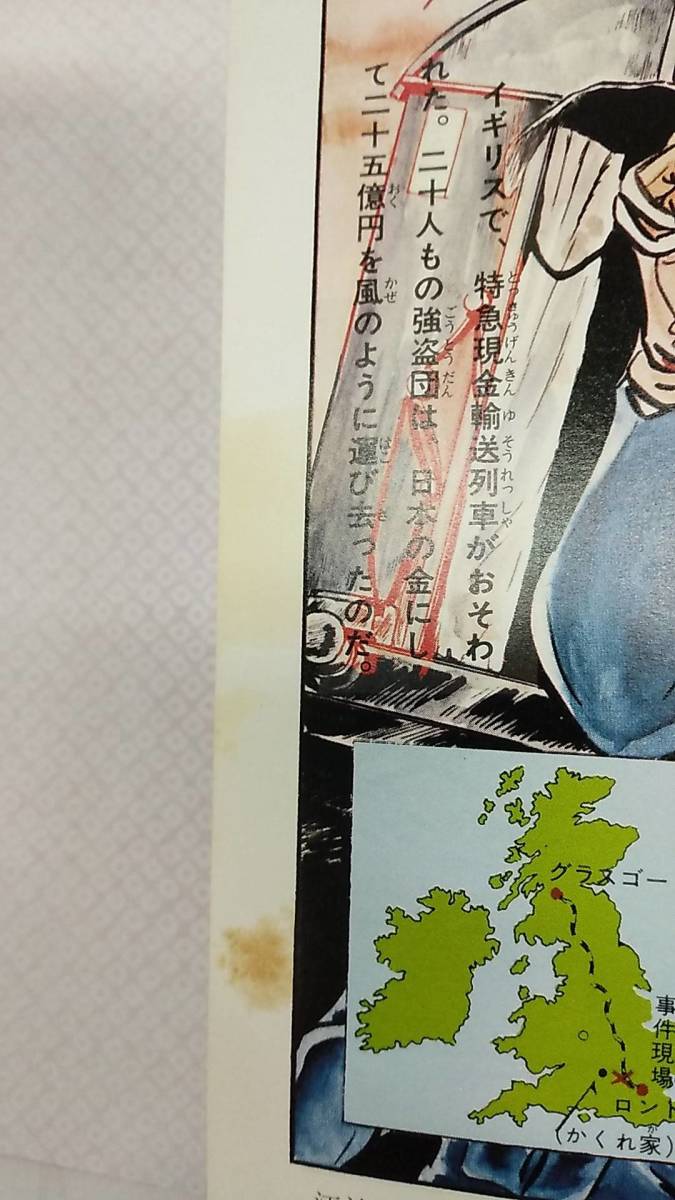 イギリスで、特急現金輸送列車がおそわ
れた。二十人もの強盗団は、日本の金にし
て二十五億円を風のように運び去ったのだ。
グラスゴー
事件現場
ロンド
(かくれ家)